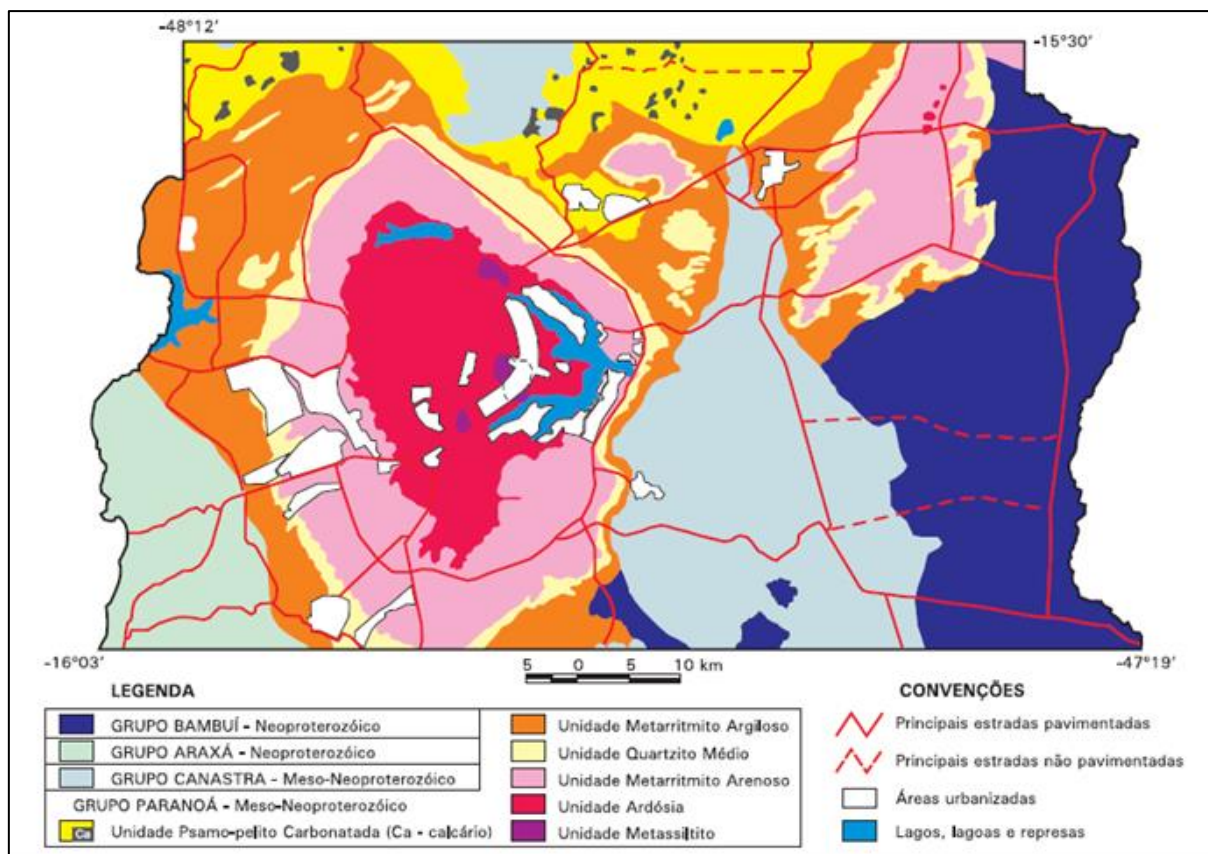 -48°12'
-15°30'
-16°03'
-47°19'
5 0 5 10 km
LEGENDA
GRUPO BAMBUÍ - Neoproterozóico
GRUPO ARAXÁ - Neoproterozóico
GRUPO CANASTRA - Meso-Neoproterozóico
GRUPO PARANOÁ - Meso-Neoproterozóico
Ca Unidade Psamo-pelito Carbonatada (Ca - calcário)
Unidade Metarritmito Argiloso
Unidade Quartzito Médio
Unidade Metarritmito Arenoso
Unidade Ardósia
Unidade Metassiltito
CONVENÇÕES
Principais estradas pavimentadas
Principais estradas não pavimentadas
Áreas urbanizadas
Lagos, lagoas e represas